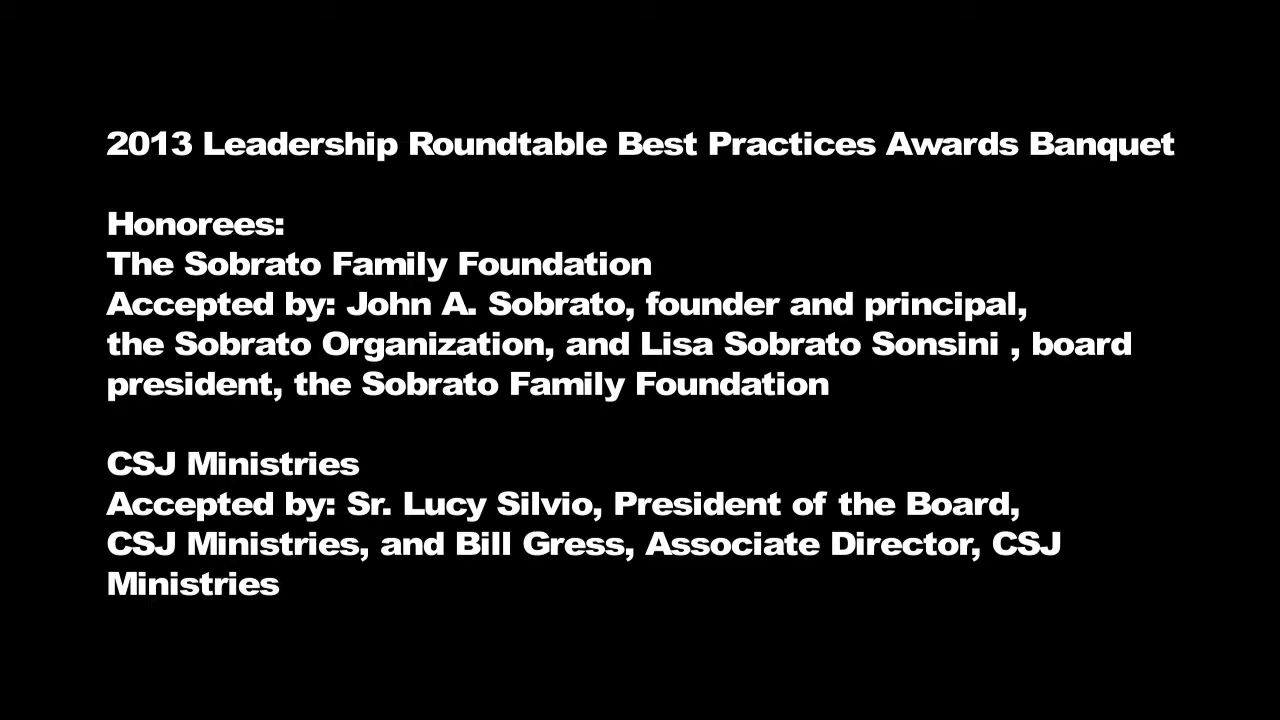 2013 Leadership Roundtable Best Practices Awards Banquet
Honorees:
The Sobrato Family Foundation
Accepted by: John A. Sobrato, founder and principal,
the Sobrato Organization, and Lisa Sobrato Sonsini , board
president, the Sobrato Family Foundation
CSJ Ministries
Accepted by: Sr. Lucy Silvio, President of the Board,
CSJ Ministries, and Bill Gress, Associate Director, CSJ
Ministries